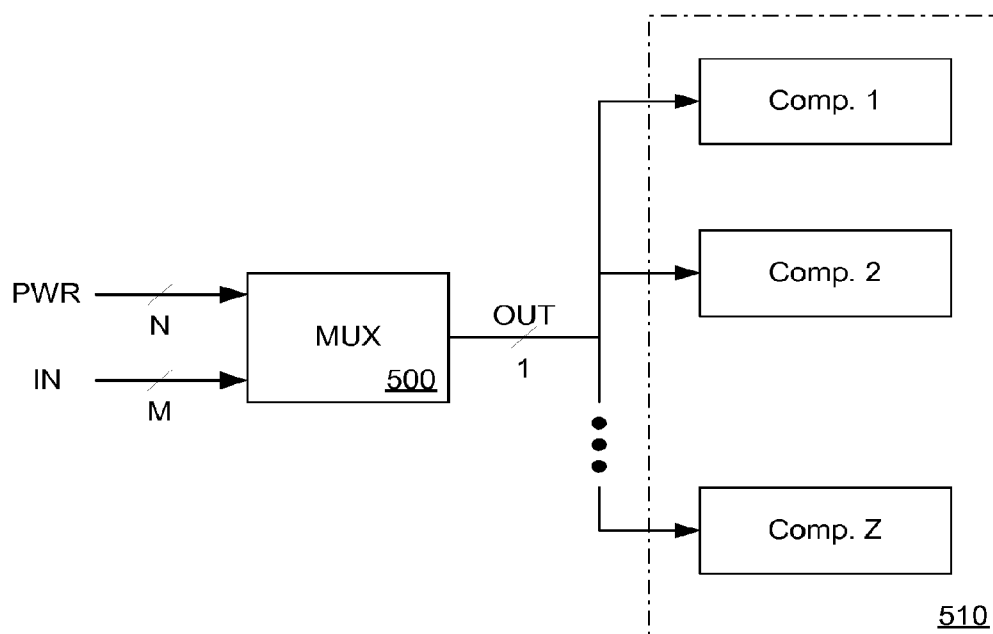 Comp. 1
Comp. 2
PWR
N
IN
M
MUX
500
OUT
1
Comp. Z
510